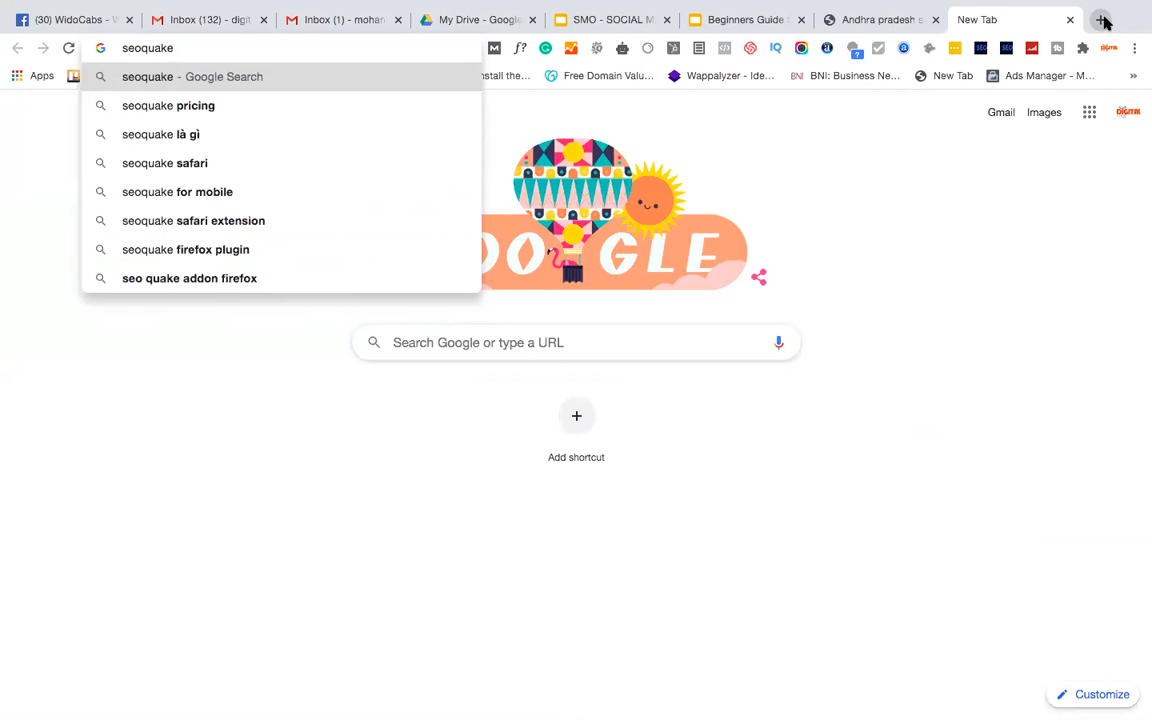 (30) WidoCabs - W
Inbox (132) - digit
Inbox (1) - mohan
My Drive - Google
SMO - SOCIAL M
Beginners Guide
Andhra pradesh s
New Tab
seoquake
Apps
nstall the...
Free Domain Valu...
Wappalyzer - Ide...
BNI: Business Ne...
New Tab
Ads Manager - M...
»
seoquake - Google Search
seoquake pricing
seoquake là gì
seoquake safari
seoquake for mobile
seoquake safari extension
seoquake firefox plugin
seo quake addon firefox
Gmail
Images
OOGLE
Search Google or type a URL
Add shortcut
Customize